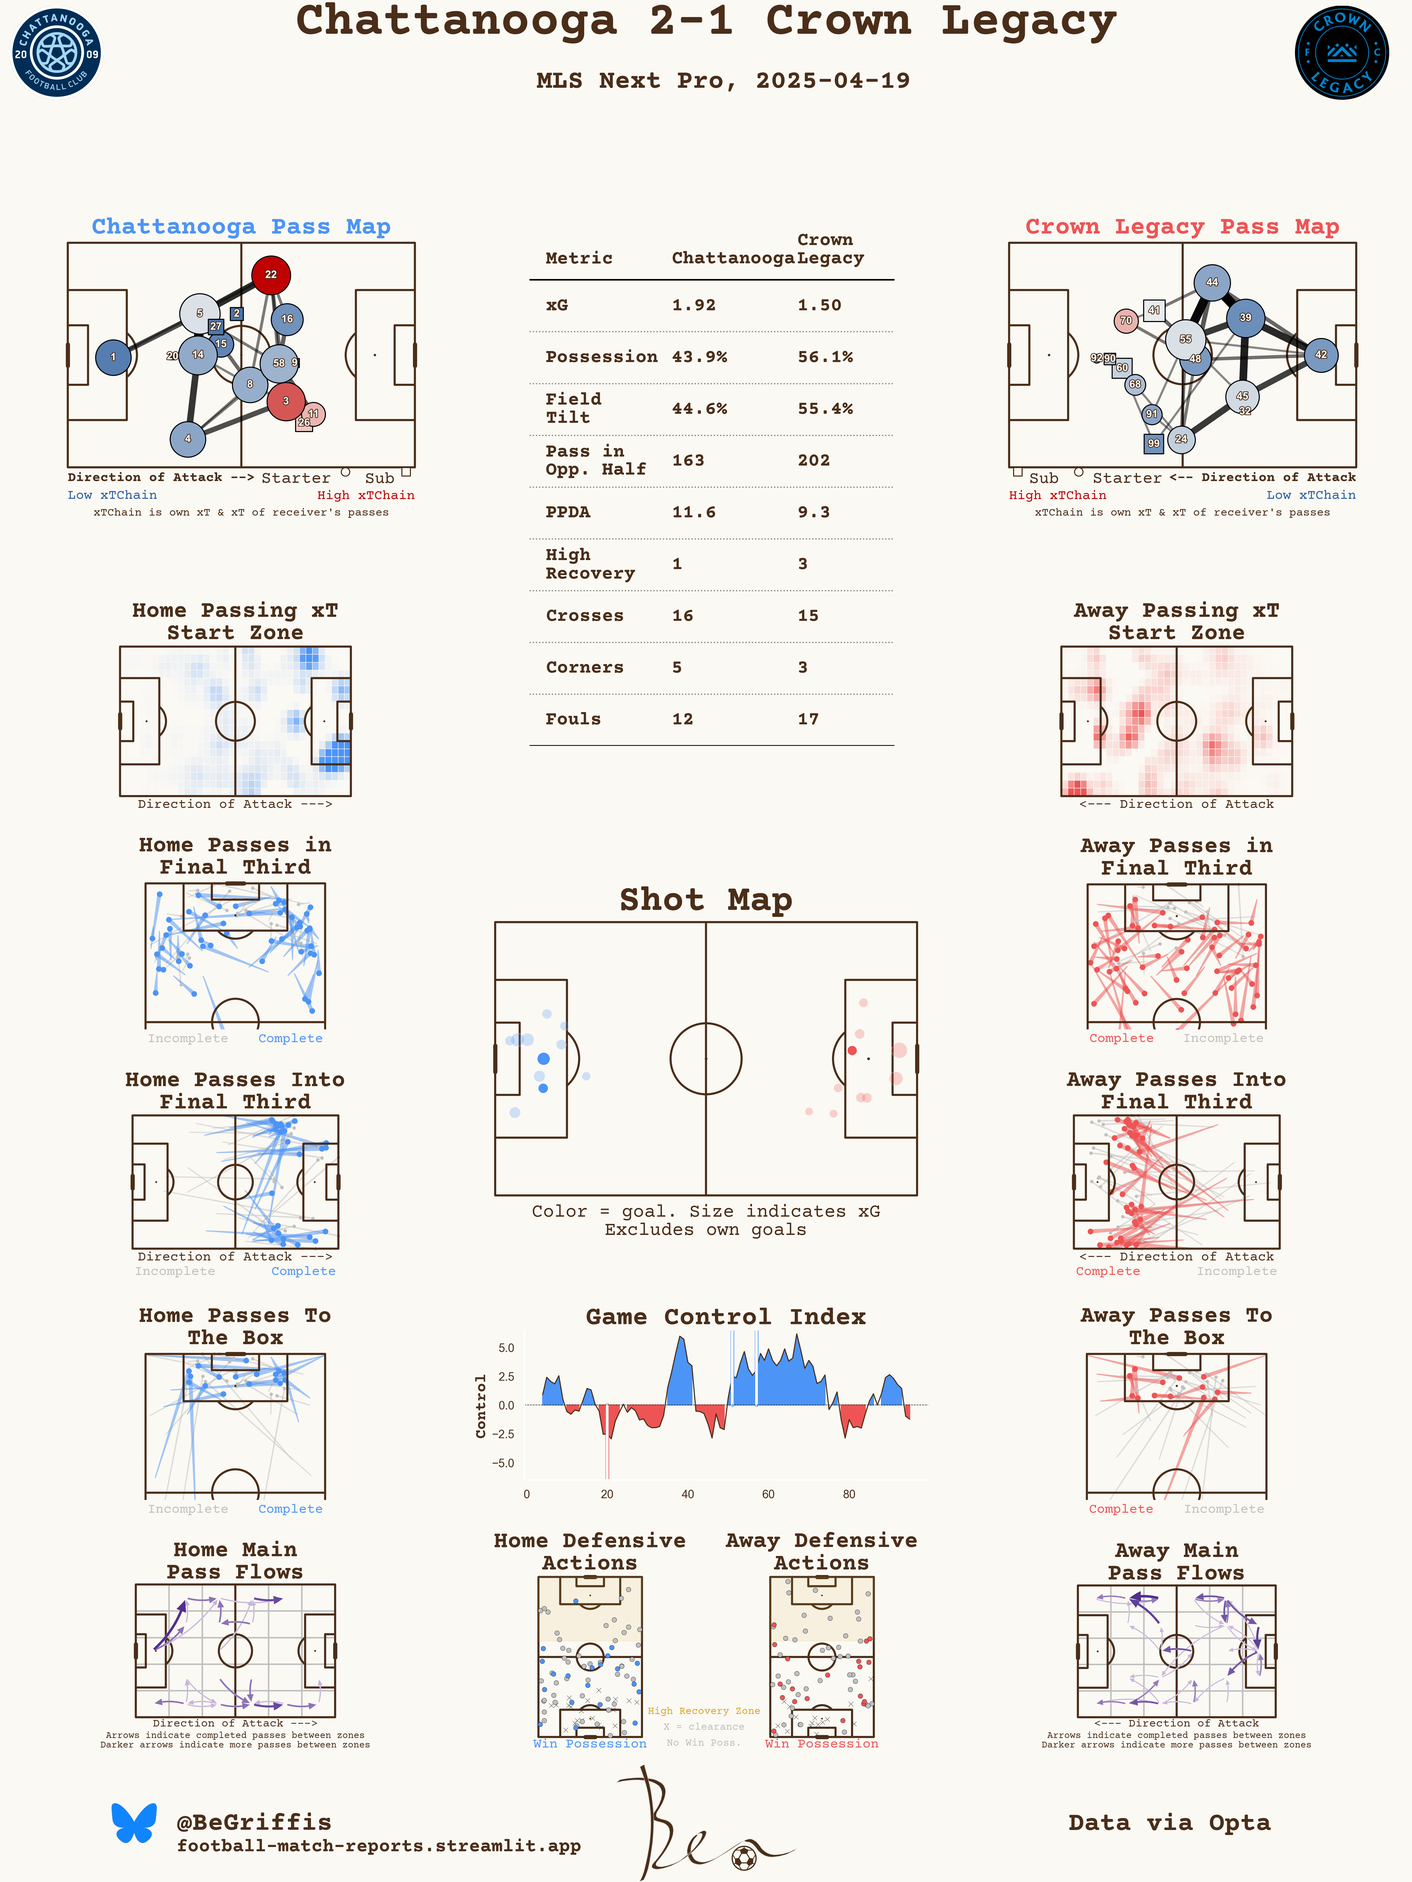 Chattanooga 2-1 Crown Legacy
MLS Next Pro, 2025-04-19
CHATTANOOGA
20 09
FOOTBALL CLUB
CROWN
F C
LEGACY
Chattanooga Pass Map
22
5
2
27
16
15
1
20
14
58
9
8
3
11
26
4
Direction of Attack --> Starter Sub
Low xTChain High xTChain
xTChain is own xT & xT of receiver's passes
Metric Chattanooga Crown Legacy
xG 1.92 1.50
Possession 43.9% 56.1%
Field Tilt 44.6% 55.4%
Pass in Opp. Half 163 202
PPDA 11.6 9.3
High Recovery 1 3
Crosses 16 15
Corners 5 3
Fouls 12 17
Crown Legacy Pass Map
44
41
70
39
55
92
90
48
42
60
68
45
32
91
24
99
Sub Starter <-- Direction of Attack
High xTChain Low xTChain
xTChain is own xT & xT of receiver's passes
Home Passing xT
Start Zone
Direction of Attack --->
Away Passing xT
Start Zone
<--- Direction of Attack
Home Passes in
Final Third
Incomplete Complete
Away Passes in
Final Third
Complete Incomplete
Shot Map
Color = goal. Size indicates xG
Excludes own goals
Home Passes Into
Final Third
Direction of Attack --->
Incomplete Complete
Away Passes Into
Final Third
<--- Direction of Attack
Complete Incomplete
Home Passes To
The Box
Incomplete Complete
Game Control Index
Control
5.0
2.5
0.0
−2.5
−5.0
0 20 40 60 80
Away Passes To
The Box
Complete Incomplete
Home Main
Pass Flows
Direction of Attack --->
Arrows indicate completed passes between zones
Darker arrows indicate more passes between zones
Home Defensive
Actions
Win Possession
High Recovery Zone
X = clearance
No Win Poss.
Away Defensive
Actions
Win Possession
Away Main
Pass Flows
<--- Direction of Attack
Arrows indicate completed passes between zones
Darker arrows indicate more passes between zones
@BeGriffis
football-match-reports.streamlit.app
Ben
Data via Opta